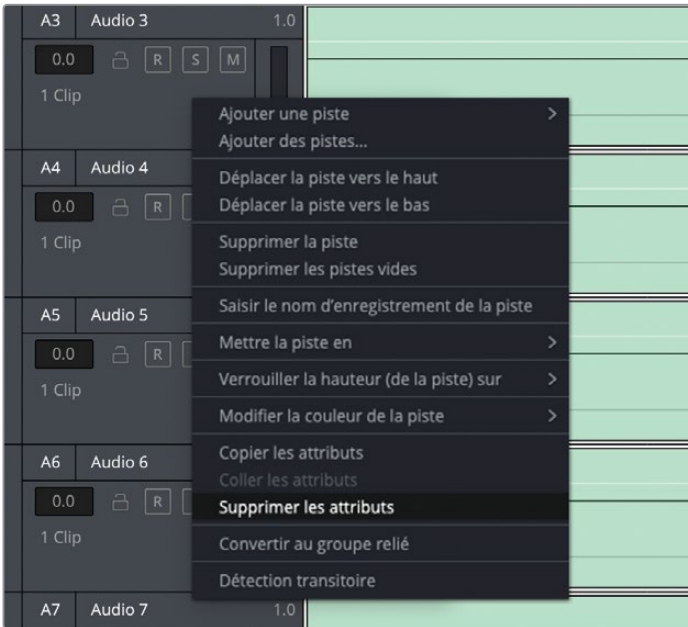 A3 Audio 3 1.0
0.0 R S M
1 Clip
Ajouter une piste
Ajouter des pistes...
A4 Audio 4
Déplacer la piste vers le haut
0.0 R
Déplacer la piste vers le bas
1 Clip
Supprimer la piste
Supprimer les pistes vides
Saisir le nom d’enregistrement de la piste
A5 Audio 5
Mettre la piste en
0.0 R
Verrouiller la hauteur (de la piste) sur
1 Clip
Modifier la couleur de la piste
Copier les attributs
A6 Audio 6
Coller les attributs
0.0 R
Supprimer les attributs
1 Clip
Convertir au groupe relié
Détection transitoire
A7 Audio 7 1.0